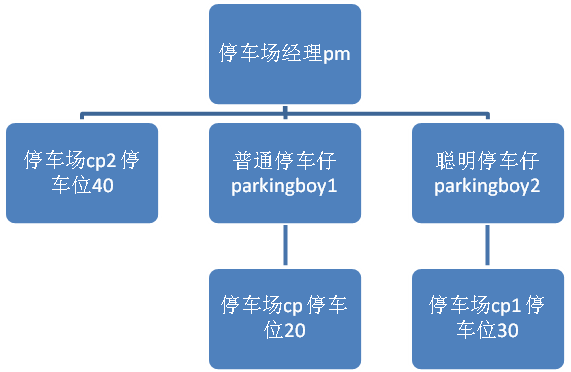 停车场经理pm
停车场cp2 停
车位40
普通停车仔
parkingboy1
聪明停车仔
parkingboy2
停车场cp 停车
位20
停车场cp1 停
车位30